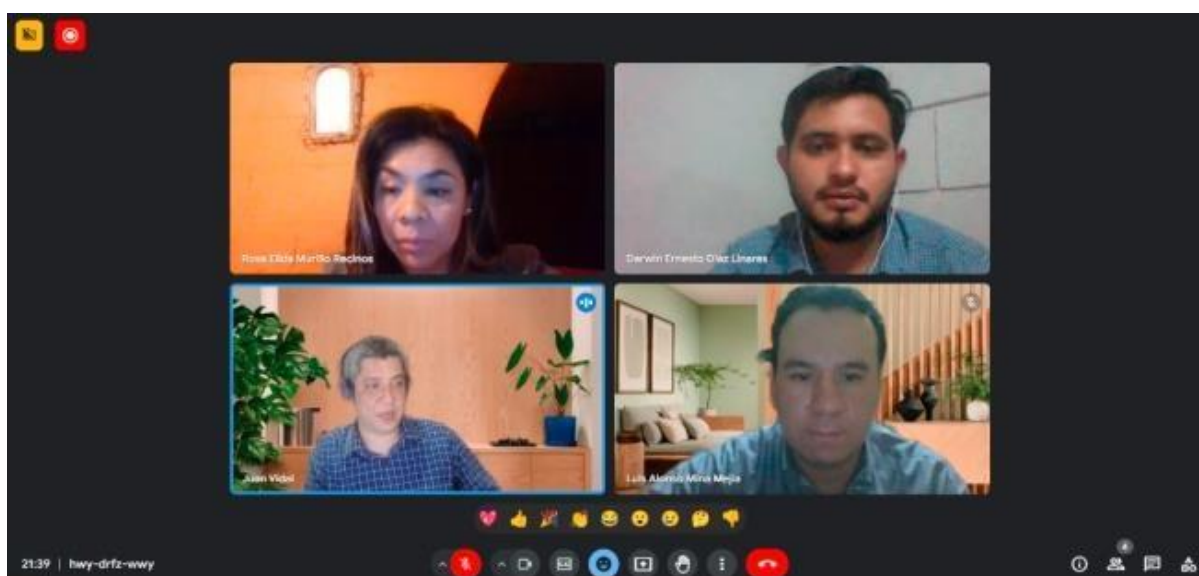 Rosa Elida Murillo Recinos
Darwin Ernesto Díaz Linares
Juan Vidal
Luis Alonso Mina Mejía
21:39 | hwy-drfz-wwy
4